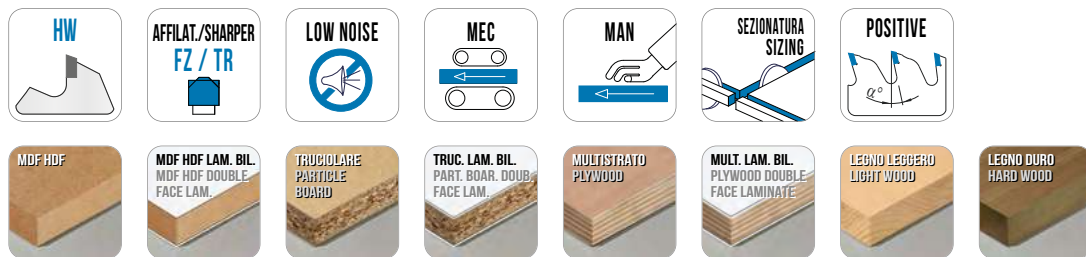 HW
AFFILAT./SHARPER
FZ / TR
LOW NOISE
MEC
MAN
SEZIONATURA
SIZING
POSITIVE
α°
MDF HDF
MDF HDF LAM. BIL.
MDF HDF DOUBLE
FACE LAM.
TRUCIOLARE
PARTICLE
BOARD
TRUC. LAM. BIL.
PART. BOAR. DOUB.
FACE LAM.
MULTISTRATO
PLYWOOD
MULT. LAM. BIL.
PLYWOOD DOUBLE
FACE LAMINATE
LEGNO LEGGERO
LIGHT WOOD
LEGNO DURO
HARD WOOD